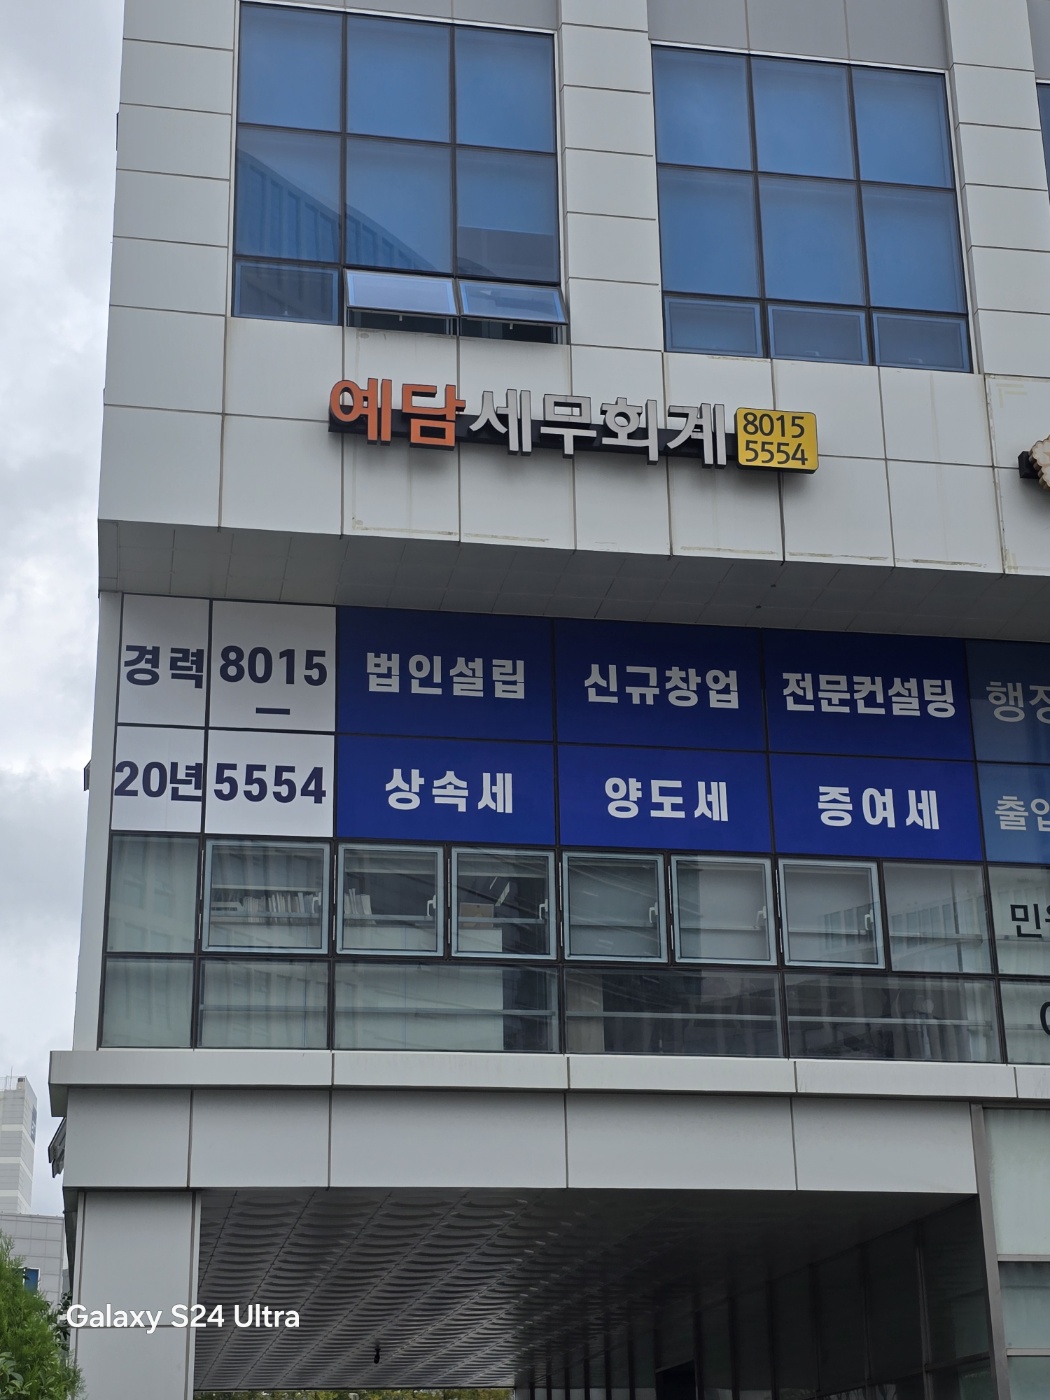 예담세무회계
8015
5554
경력 8015
20년 5554
법인설립 신규창업 전문컨설팅
상속세 양도세 증여세
Galaxy S24 Ultra